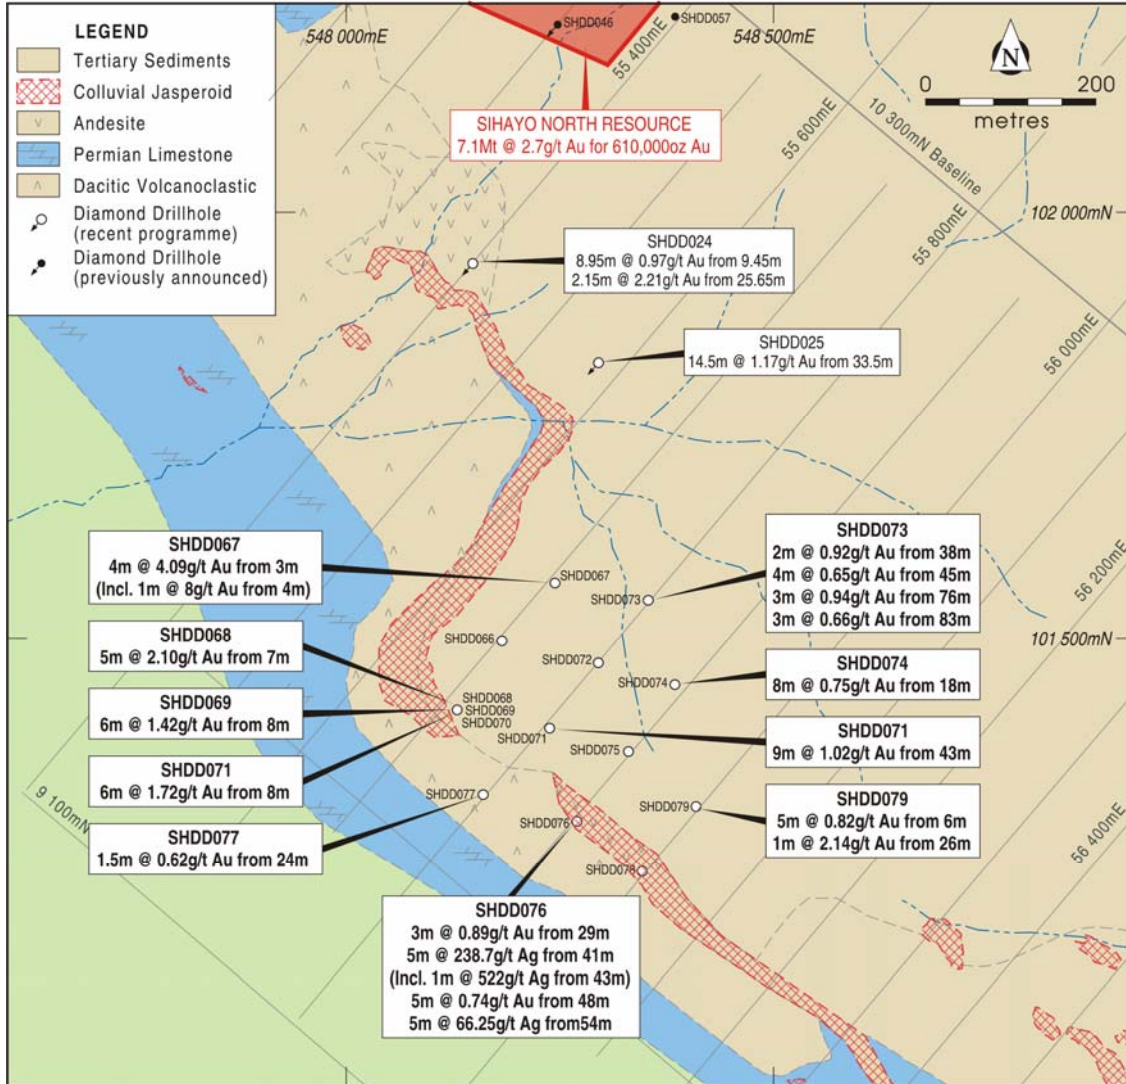 LEGEND
Tertiary Sediments
Colluvial Jasperoid
Andesite
Permian Limestone
Dacitic Volcanoclastic
Diamond Drillhole
(recent programme)
Diamond Drillhole
(previously announced)
548 000mE
SHDD046
SHDD057
548 500mE
55 400mE
N
0 200
metres
SIHAYO NORTH RESOURCE
7.1Mt @ 2.7g/t Au for 610,000oz Au
55 600mE
10 300mN Baseline
55 800mE
102 000mN
SHDD024
8.95m @ 0.97g/t Au from 9.45m
2.15m @ 2.21g/t Au from 25.65m
SHDD025
14.5m @ 1.17g/t Au from 33.5m
56 000mE
SHDD067
4m @ 4.09g/t Au from 3m
(Incl. 1m @ 8g/t Au from 4m)
SHDD067
SHDD073
SHDD073
2m @ 0.92g/t Au from 38m
4m @ 0.65g/t Au from 45m
3m @ 0.94g/t Au from 76m
3m @ 0.66g/t Au from 83m
56 200mE
101 500mN
SHDD068
5m @ 2.10g/t Au from 7m
SHDD066
SHDD072
SHDD074
SHDD074
8m @ 0.75g/t Au from 18m
SHDD069
6m @ 1.42g/t Au from 8m
SHDD068
SHDD069
SHDD070
SHDD071
SHDD075
SHDD071
9m @ 1.02g/t Au from 43m
SHDD071
6m @ 1.72g/t Au from 8m
9 100mN
SHDD077
1.5m @ 0.62g/t Au from 24m
SHDD077
SHDD076
SHDD079
SHDD079
5m @ 0.82g/t Au from 6m
1m @ 2.14g/t Au from 26m
56 400mE
SHDD078
SHDD076
3m @ 0.89g/t Au from 29m
5m @ 238.7g/t Ag from 41m
(Incl. 1m @ 522g/t Ag from 43m)
5m @ 0.74g/t Au from 48m
5m @ 66.25g/t Ag from54m